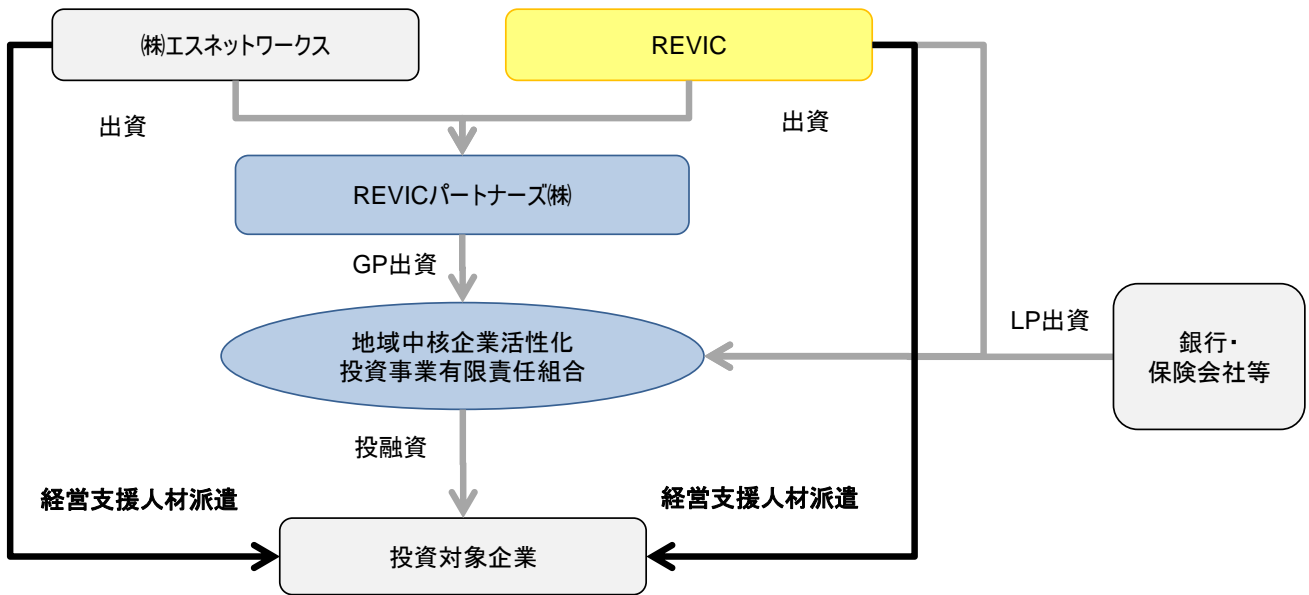 ㈱エスネットワークス
REVIC
出資
出資
REVICパートナーズ㈱
GP出資
LP出資
地域中核企業活性化
投資事業有限責任組合
銀行・
保険会社等
投融資
経営支援人材派遣
経営支援人材派遣
投資対象企業